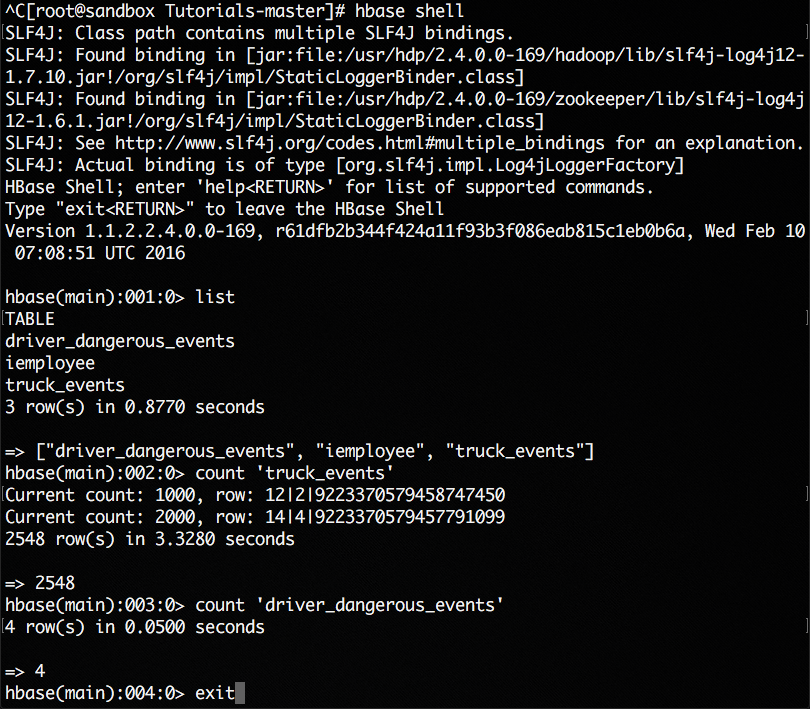 ^C[root@sandbox Tutorials-master]# hbase shell
SLF4J: Class path contains multiple SLF4J bindings.
SLF4J: Found binding in [jar:file:/usr/hdp/2.4.0.0-169/hadoop/lib/slf4j-log4j12-
1.7.10.jar!/org/slf4j/impl/StaticLoggerBinder.class]
SLF4J: Found binding in [jar:file:/usr/hdp/2.4.0.0-169/zookeeper/lib/slf4j-log4j
12-1.6.1.jar!/org/slf4j/impl/StaticLoggerBinder.class]
SLF4J: See http://www.slf4j.org/codes.html#multiple_bindings for an explanation.
SLF4J: Actual binding is of type [org.slf4j.impl.Log4jLoggerFactory]
HBase Shell; enter 'help<RETURN>' for list of supported commands.
Type "exit<RETURN>" to leave the HBase Shell
Version 1.1.2.2.4.0.0-169, r61dfb2b344f424a11f93b3f086eab815c1eb0b6a, Wed Feb 10
 07:08:51 UTC 2016

hbase(main):001:0> list
TABLE
driver_dangerous_events
iemployee
truck_events
3 row(s) in 0.8770 seconds

=> ["driver_dangerous_events", "iemployee", "truck_events"]
hbase(main):002:0> count 'truck_events'
Current count: 1000, row: 12|2|9223370579458747450
Current count: 2000, row: 14|4|9223370579457791099
2548 row(s) in 3.3280 seconds

=> 2548
hbase(main):003:0> count 'driver_dangerous_events'
4 row(s) in 0.0500 seconds

=> 4
hbase(main):004:0> exit